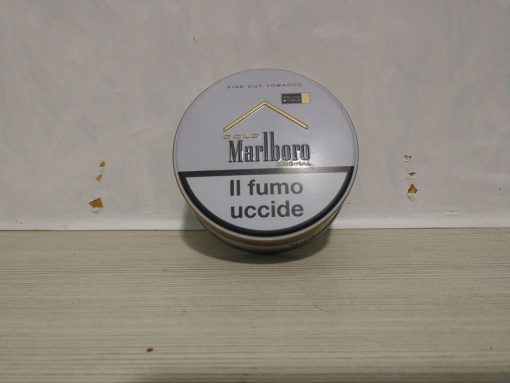 FINE CUT TOBACCO
GOLD
Marlboro
ORIGINAL
Il fumo
uccide